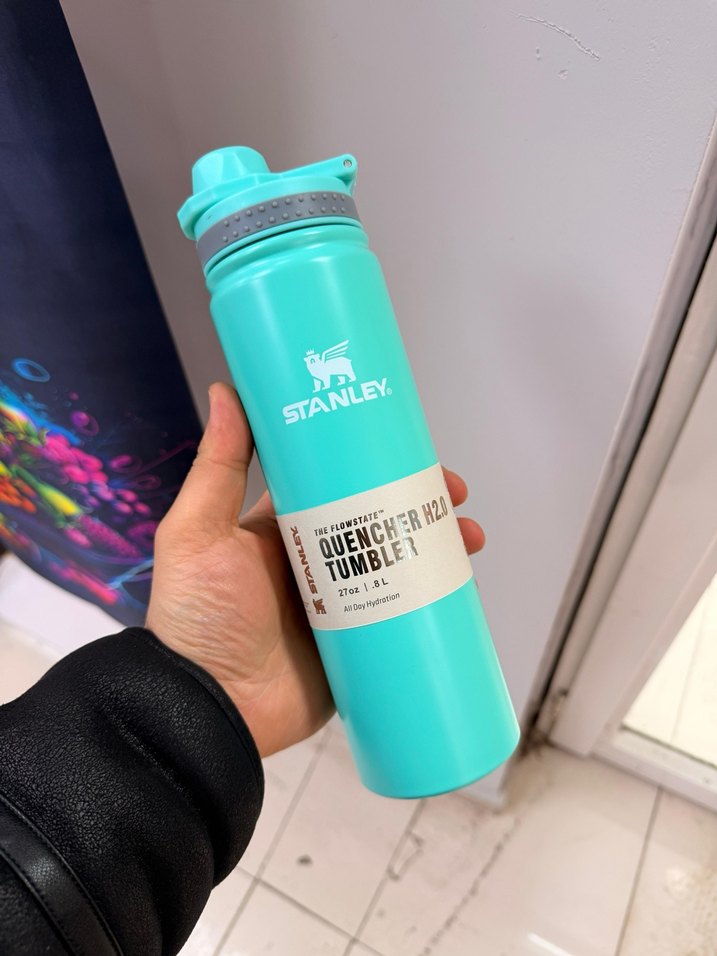 STANLEY®
STANLEY
THE FLOWSTATE™
QUENCHER H2.0
TUMBLER
27oz | .8 L
All Day Hydration